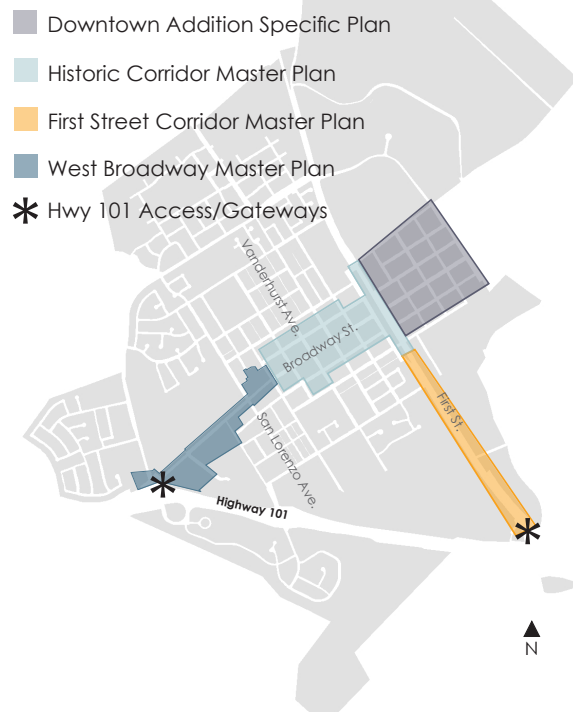 Downtown Addition Specific Plan
Historic Corridor Master Plan
First Street Corridor Master Plan
West Broadway Master Plan
Hwy 101 Access/Gateways
Vanderhurst Ave.
Broadway St.
First St.
San Lorenzo Ave.
Highway 101
N